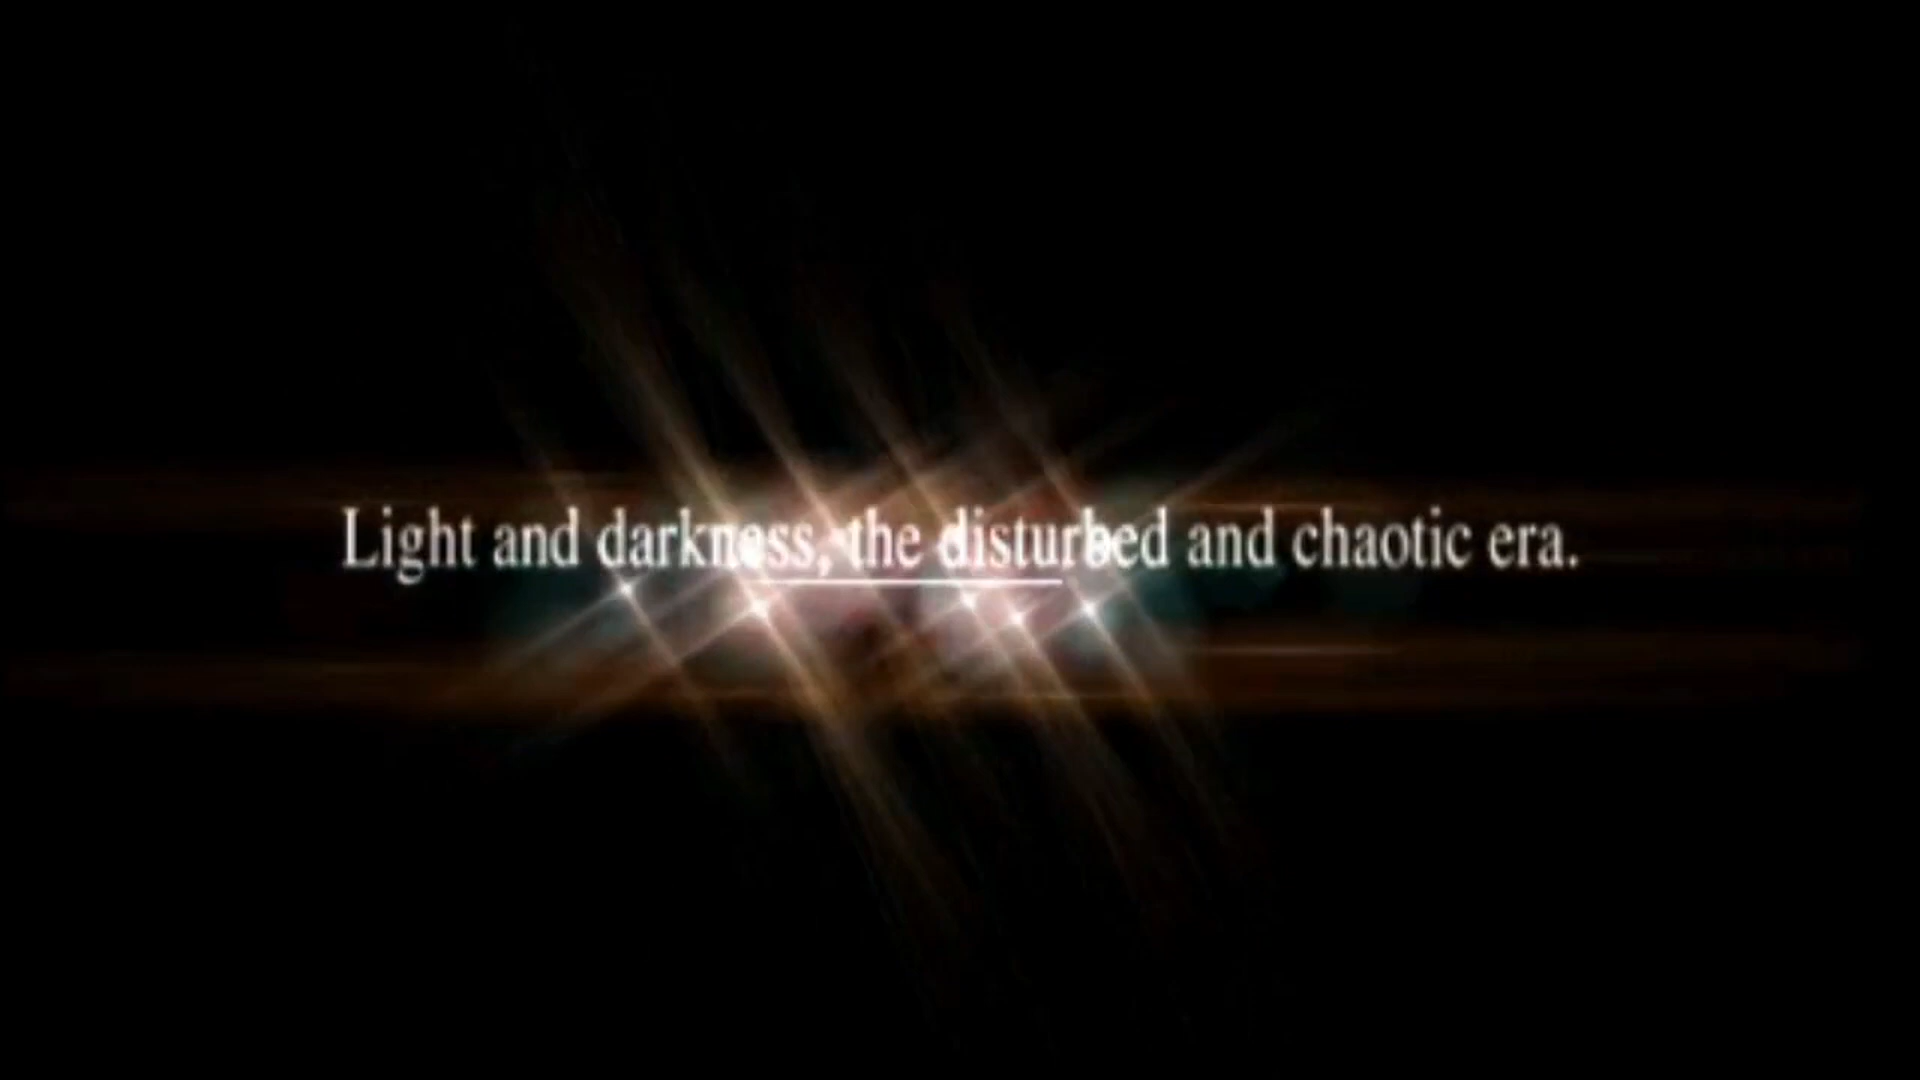 Light and darkness, the disturbed and chaotic era.